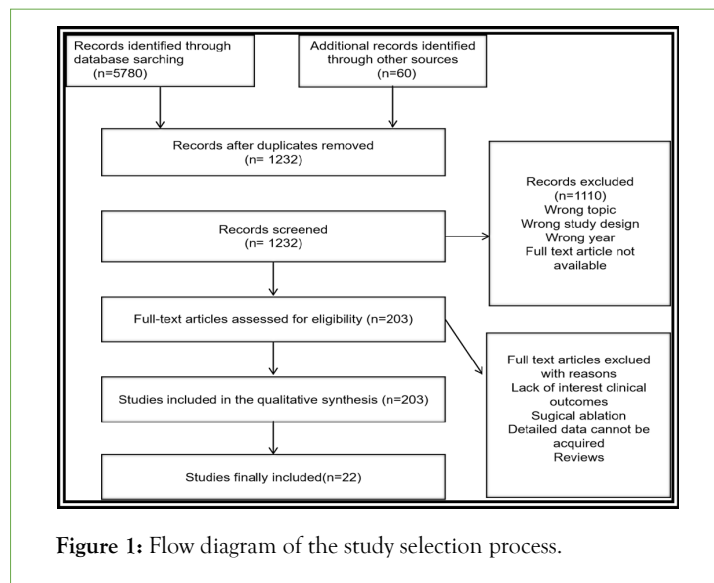 Records identified through
database sarching
(n=5780)
Additional records identified
through other sources
(n=60)
Records after duplicates removed
(n= 1232)
Records excluded
(n=1110)
Wrong topic
Wrong study design
Wrong year
Full text article not
available
Records screened
(n= 1232)
Full-text articles assessed for eligibility (n=203)
Full text articles exclued
with reasons
Lack of interest clinical
outcomes
Sugical ablation
Detailed data cannot be
acquired
Reviews
Studies included in the qualitative synthesis (n=203)
Studies finally included(n=22)
Figure 1: Flow diagram of the study selection process.